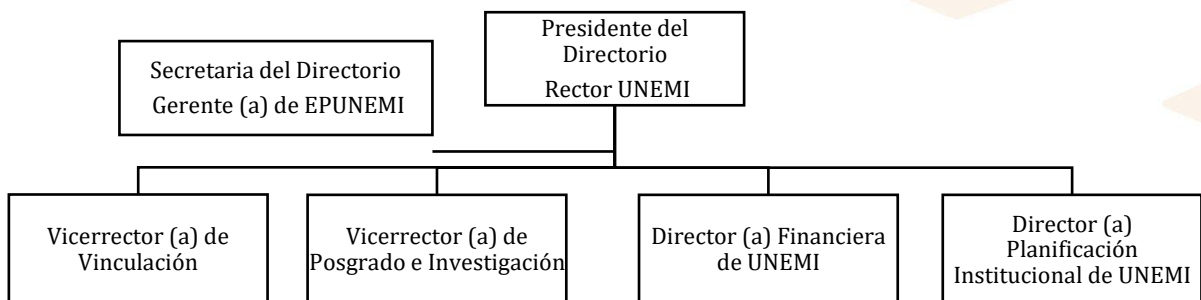 Presidente del
Directorio
Rector UNEMI
Secretaria del Directorio
Gerente (a) de EPUNEMI
Vicerrector (a) de
Vinculación
Vicerrector (a) de
Posgrado e Investigación
Director (a) Financiera
de UNEMI
Director (a)
Planificación
Institucional de UNEMI